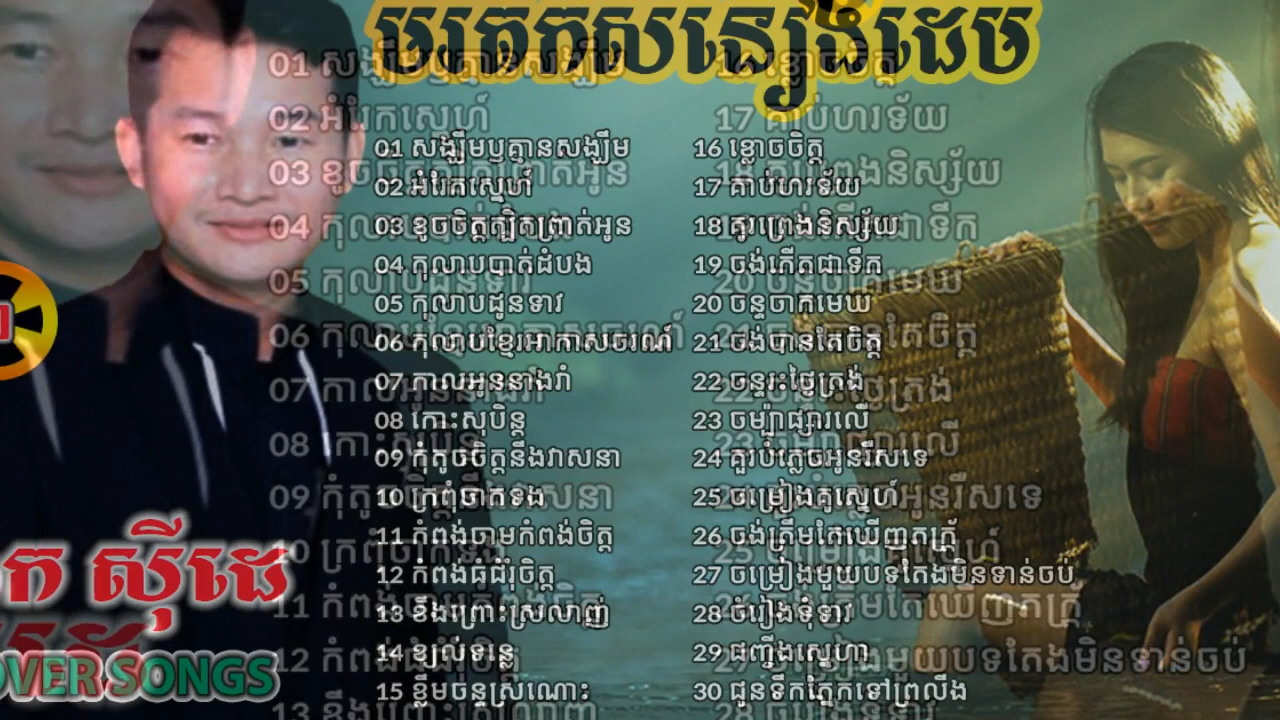 មត៌កសំនៀងដើម
01 សង្ឃឹមឬគ្មានសង្ឃឹម
02 អំរែកស្នេហ៍
03 ខូចចិត្តត្បិតព្រាត់អូន
04 កុលាបបាត់ដំបង
05 កុលាបដួនទាវ
06 កុលាបខ្មែរអាកាសចរណ៍
07 កាលអូននាងរាំ
08 កោះសុបិន្ត
09 កុំតូចចិត្តនឹងវាសនា
10 ក្រពុំចាកទង
11 កំពង់ចាមកំពង់ចិត្ត
12 កំពង់ធំជំរុចិត្ត
13 ខឹងព្រោះស្រលាញ់
14 ខ្យល់ទន្លេ
15 ខ្លឹមចន្ទស្រណោះ
16 ខ្លោចចិត្ត
17 គាប់ហរទ័យ
18 គូរព្រេងនិស្ស័យ
19 ចង់កើតជាទឹក
20 ចន្ទចាកមេឃ
21 ចង់បានតែចិត្ត
22 ចន្ទរះថ្ងៃត្រង់
23 ចម្ប៉ាផ្សារលើ
24 គួរបំភ្លេចអូនរឺសទេ
25 ចម្រៀងគូស្នេហ៍
26 ចង់ត្រឹមតែឃើញតក្រ្ត័
27 ចម្រៀងមួយបទតែងមិនទាន់ចប់
28 ចំរៀងទុំទាវ
29 ជញ្ជីងស្នេហា
30 ជូនទឹកភ្នែកទៅព្រលឹង
ក ស៊ីដេ
OVER SONGS